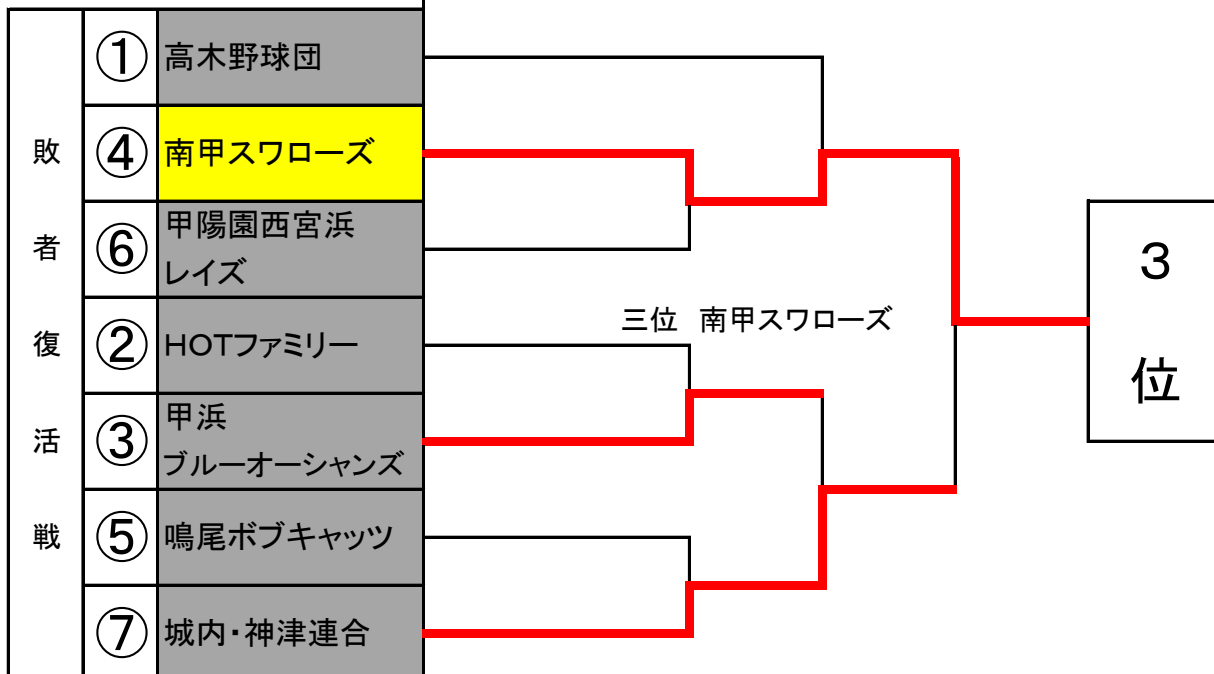 敗者復活戦
① 高木野球団
④ 南甲スワローズ
⑥ 甲陽園西宮浜
レイズ
② HOTファミリー
③ 甲浜
ブルーオーシャンズ
⑤ 鳴尾ボブキャッツ
⑦ 城内・神津連合
三位 南甲スワローズ
3位